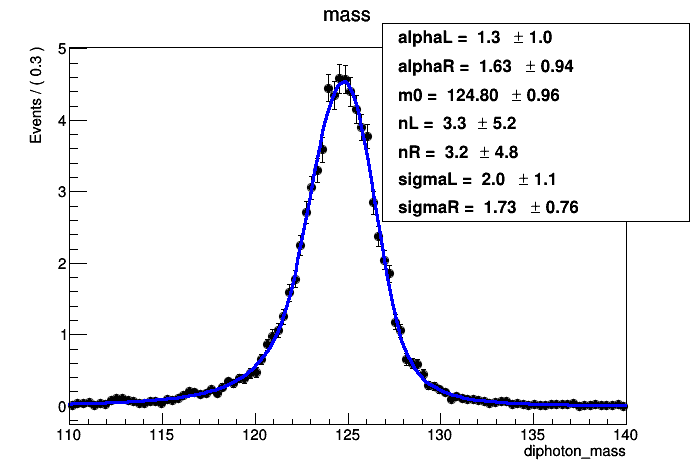 mass
alphaL = 1.3 ± 1.0
alphaR = 1.63 ± 0.94
m0 = 124.80 ± 0.96
nL = 3.3 ± 5.2
nR = 3.2 ± 4.8
sigmaL = 2.0 ± 1.1
sigmaR = 1.73 ± 0.76
Events / ( 0.3 )
5
4
3
2
1
0
110 115 120 125 130 135 140
diphoton_mass